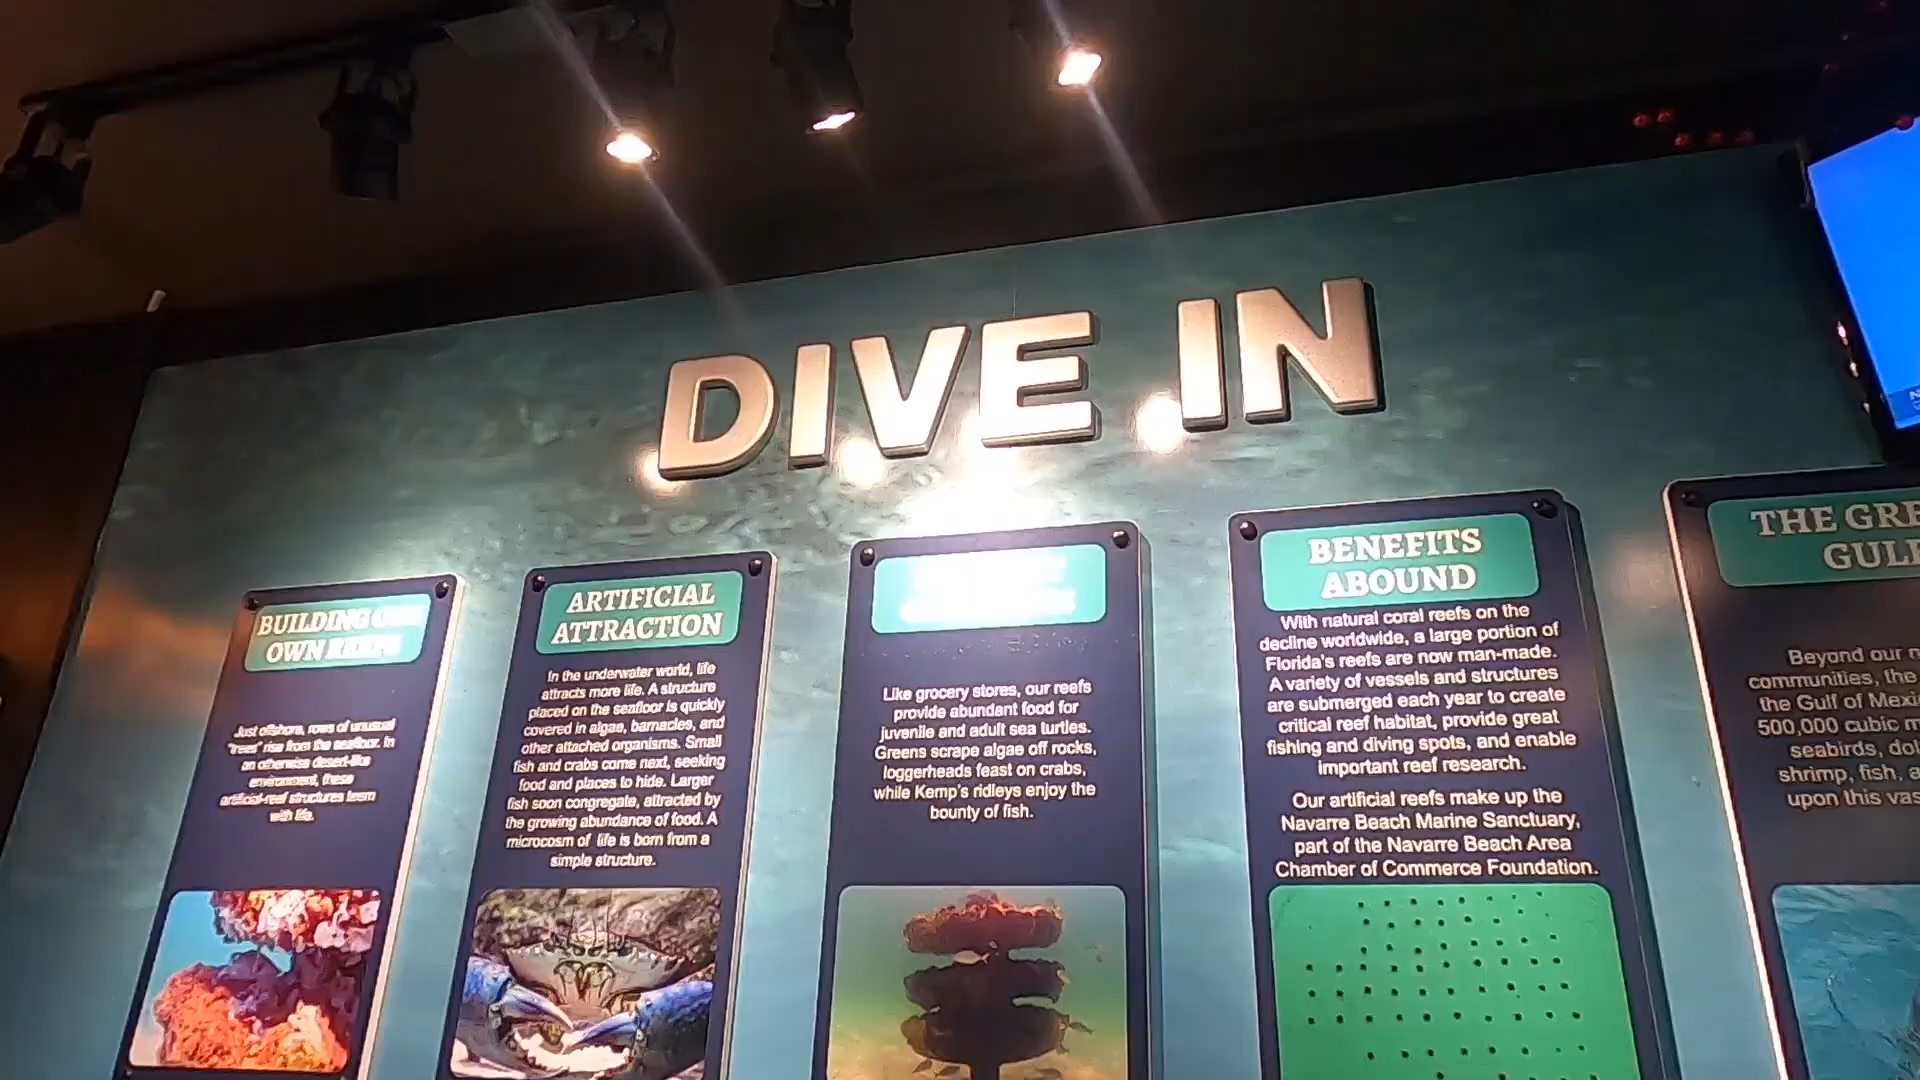 DIVE IN
BUILDING
OWN REEFS
Just offshore, rows of unusual
"trees" rise from the seafloor. In
an otherwise desert-like
environment, these
artificial-reef structures teem
with life.
ARTIFICIAL
ATTRACTION
In the underwater world, life
attracts more life. A structure
placed on the seafloor is quickly
covered in algae, barnacles, and
other attached organisms. Small
fish and crabs come next, seeking
food and places to hide. Larger
fish soon congregate, attracted by
the growing abundance of food. A
microcosm of life is born from a
simple structure.
Like grocery stores, our reefs
provide abundant food for
juvenile and adult sea turtles.
Greens scrape algae off rocks,
loggerheads feast on crabs,
while Kemp's ridleys enjoy the
bounty of fish.
BENEFITS
ABOUND
With natural coral reefs on the
decline worldwide, a large portion of
Florida's reefs are now man-made.
A variety of vessels and structures
are submerged each year to create
critical reef habitat, provide great
fishing and diving spots, and enable
important reef research.
Our artificial reefs make up the
Navarre Beach Marine Sanctuary,
part of the Navarre Beach Area
Chamber of Commerce Foundation.
THE GRE
GUL
Beyond our
communities, the
the Gulf of Mexi
500,000 cubic m
seabirds, dol
shrimp, fish, a
upon this vas